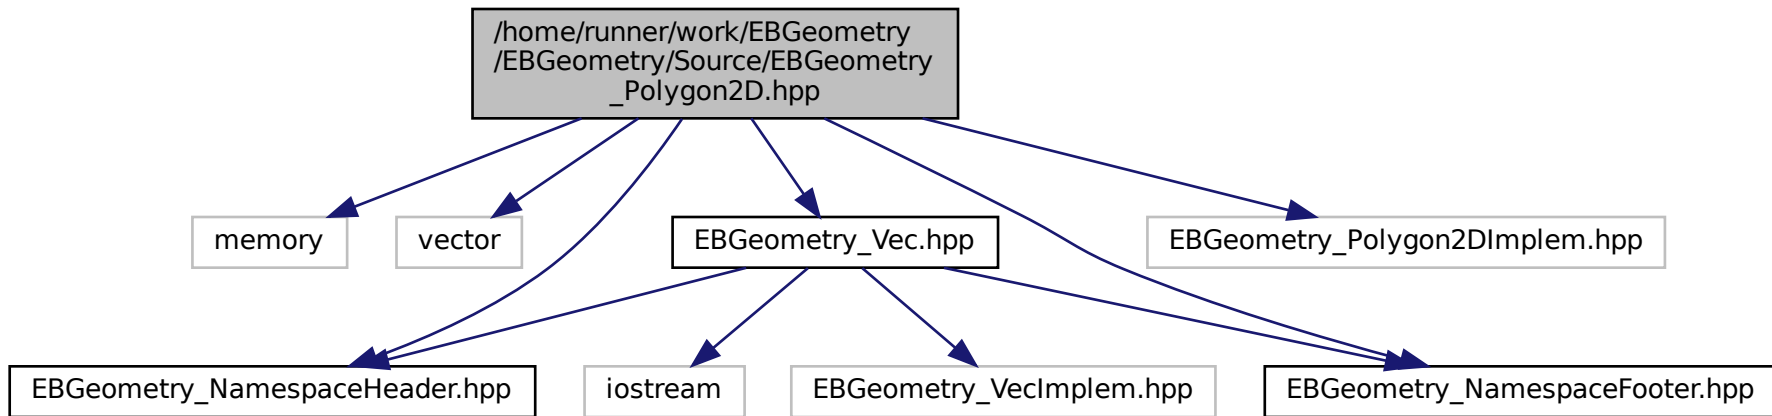 /home/runner/work/EBGeometry
/EBGeometry/Source/EBGeometry
_Polygon2D.hpp
memory
vector
EBGeometry_Vec.hpp
EBGeometry_Polygon2DImplem.hpp
EBGeometry_NamespaceHeader.hpp
iostream
EBGeometry_VecImplem.hpp
EBGeometry_NamespaceFooter.hpp